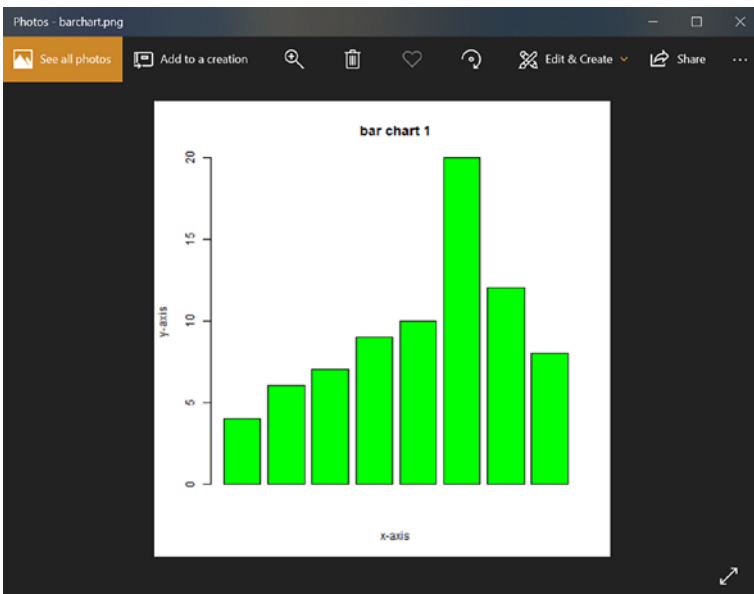 Photos - barchart.png
See all photos Add to a creation Edit & Create Share
bar chart 1
20
15
10
5
0
y-axis
x-axis